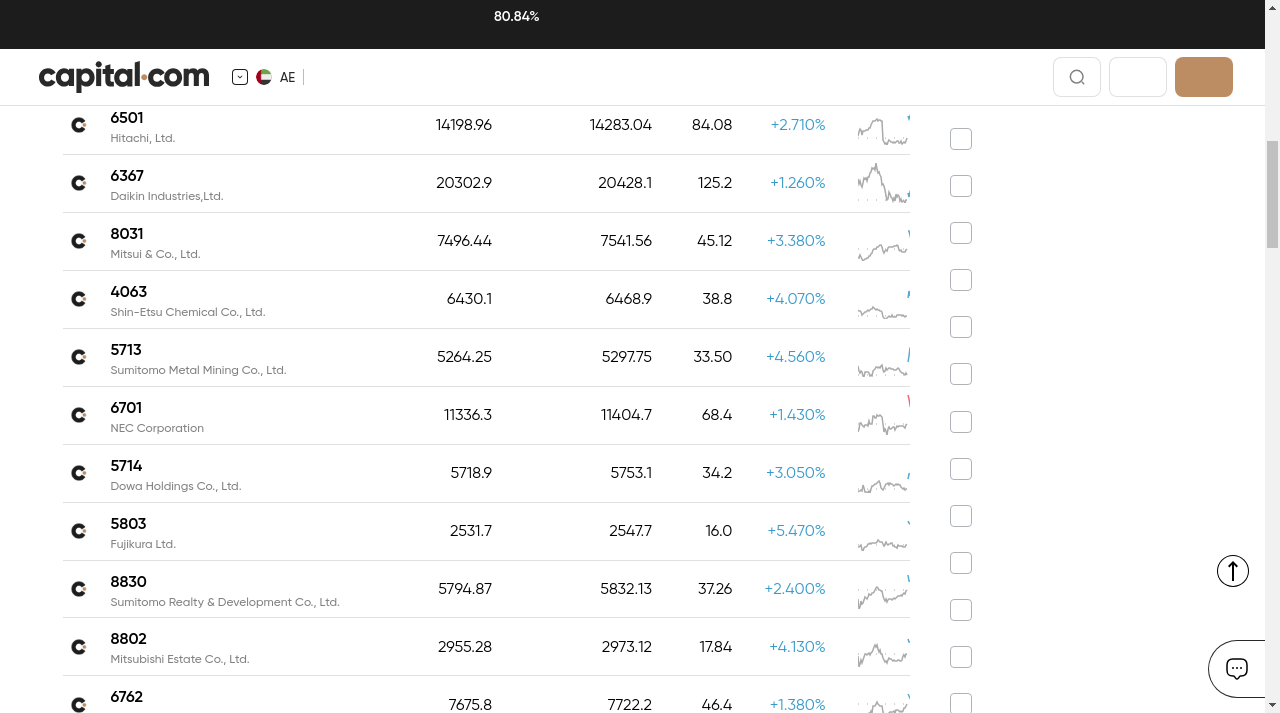 80.84%
capital.com
AE
6501
Hitachi, Ltd.
14198.96 14283.04 84.08 +2.710%
6367
Daikin Industries,Ltd.
20302.9 20428.1 125.2 +1.260%
8031
Mitsui & Co., Ltd.
7496.44 7541.56 45.12 +3.380%
4063
Shin-Etsu Chemical Co., Ltd.
6430.1 6468.9 38.8 +4.070%
5713
Sumitomo Metal Mining Co., Ltd.
5264.25 5297.75 33.50 +4.560%
6701
NEC Corporation
11336.3 11404.7 68.4 +1.430%
5714
Dowa Holdings Co., Ltd.
5718.9 5753.1 34.2 +3.050%
5803
Fujikura Ltd.
2531.7 2547.7 16.0 +5.470%
8830
Sumitomo Realty & Development Co., Ltd.
5794.87 5832.13 37.26 +2.400%
8802
Mitsubishi Estate Co., Ltd.
2955.28 2973.12 17.84 +4.130%
6762
7675.8 7722.2 46.4 +1.380%